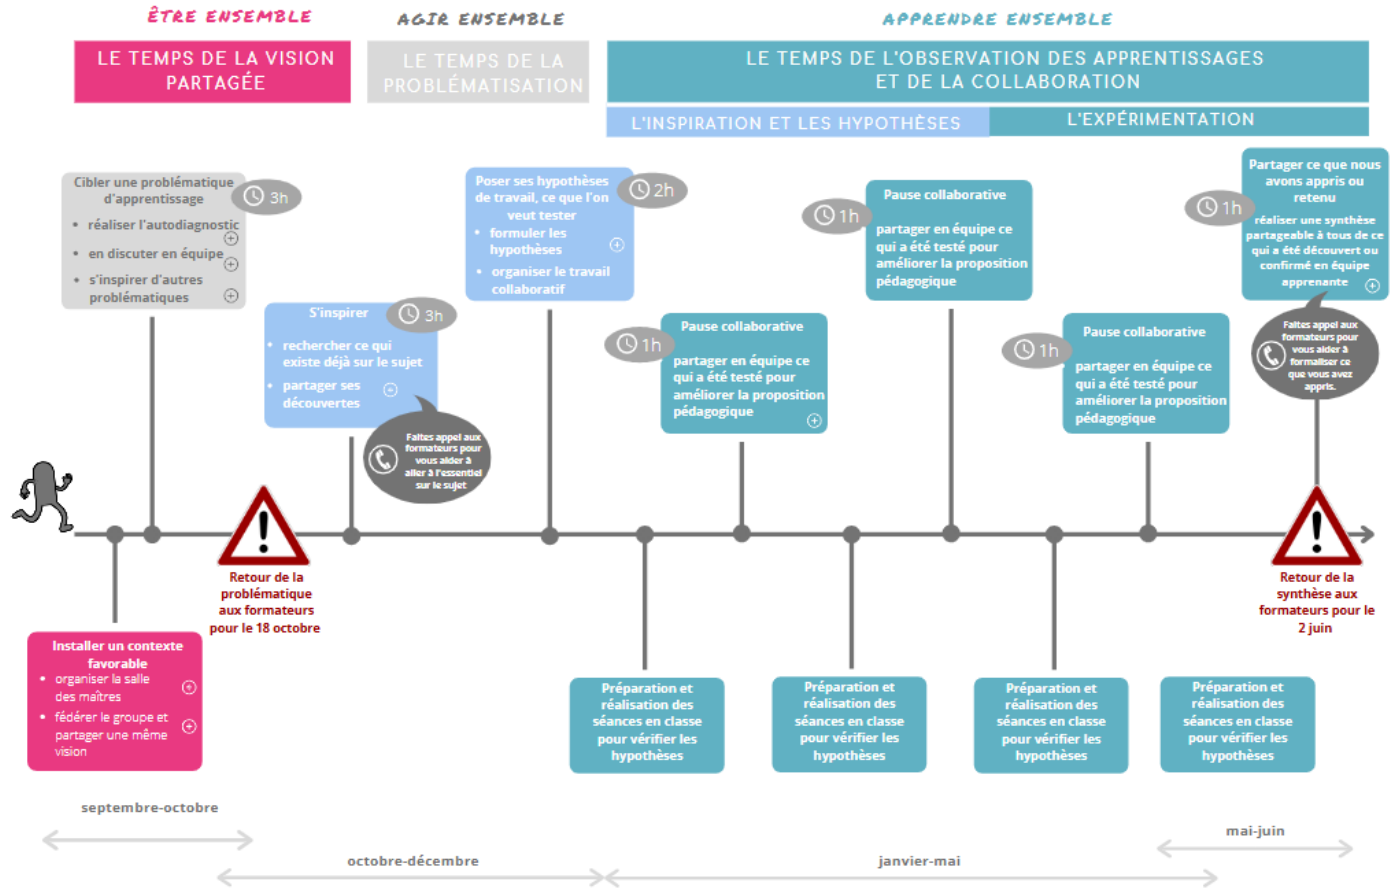 ÊTRE ENSEMBLE
AGIR ENSEMBLE
APPRENDRE ENSEMBLE
LE TEMPS DE LA VISION
PARTAGÉE
LE TEMPS DE LA
PROBLÉMATISATION
LE TEMPS DE L'OBSERVATION DES APPRENTISSAGES
ET DE LA COLLABORATION
L'INSPIRATION ET LES HYPOTHÈSES
L'EXPÉRIMENTATION
Cibler une problématique
d'apprentissage
• réaliser l'autodiagnostic
• en discuter en équipe
• s'inspirer d'autres
problématiques
3h
S'inspirer
• rechercher ce qui
existe déjà sur le sujet
• partager ses
découvertes
3h
Faites appel aux
formateurs pour
vous aider à
aller à l'essentiel
sur le sujet
Poser ses hypothèses
de travail, ce que l'on
veut tester
• formuler les
hypothèses
• organiser le travail
collaboratif
2h
Pause collaborative
partager en équipe ce
qui a été testé pour
améliorer la proposition
pédagogique
1h
Pause collaborative
partager en équipe ce
qui a été testé pour
améliorer la proposition
pédagogique
1h
Pause collaborative
partager en équipe ce
qui a été testé pour
améliorer la proposition
pédagogique
1h
Partager ce que nous
avons appris ou
retenu
réaliser une synthèse
partageable à tous de ce
qui a été découvert ou
confirmé en équipe
apprenante
1h
Faites appel aux
formateurs pour
vous aider à
formaliser ce
que vous avez
appris.
Retour de la
problématique
aux formateurs
pour le 18 octobre
Retour de la
synthèse aux
formateurs pour le
2 juin
Installer un contexte
favorable
• organiser la salle
des maîtres
• fédérer le groupe et
partager une même
vision
Préparation et
réalisation des
séances en classe
pour vérifier les
hypothèses
Préparation et
réalisation des
séances en classe
pour vérifier les
hypothèses
Préparation et
réalisation des
séances en classe
pour vérifier les
hypothèses
Préparation et
réalisation des
séances en classe
pour vérifier les
hypothèses
septembre-octobre
octobre-décembre
janvier-mai
mai-juin